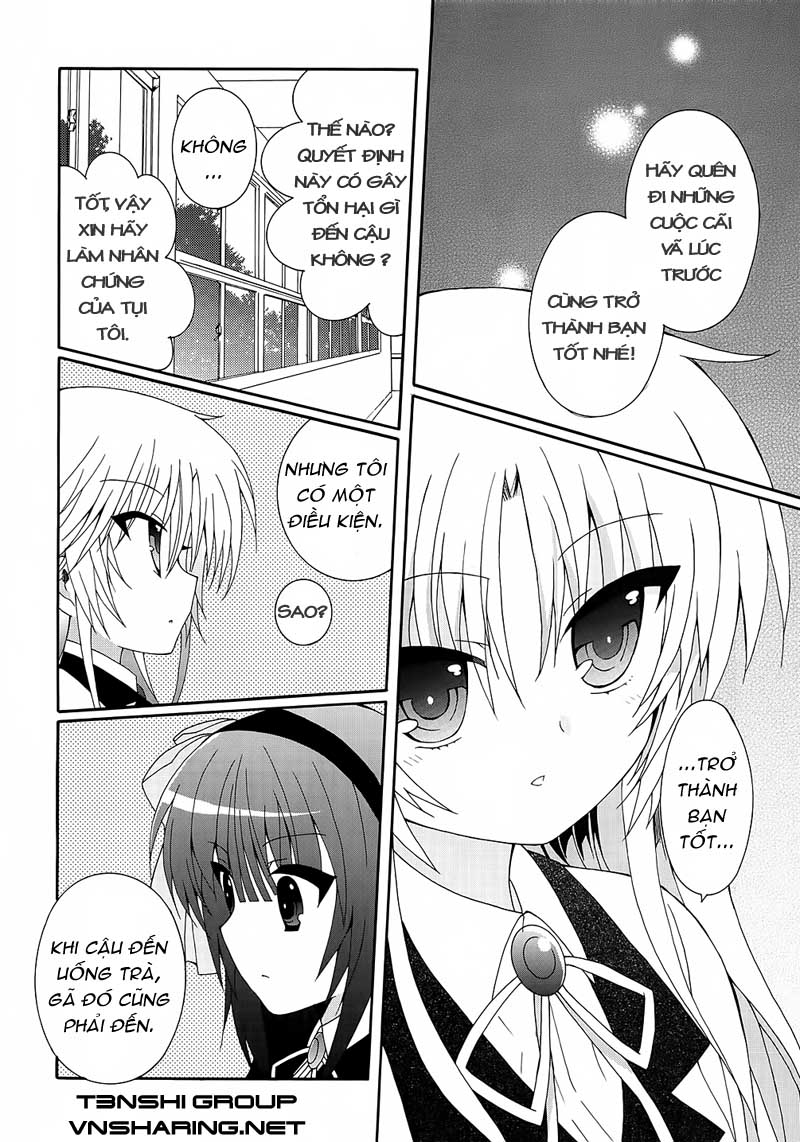 HÃY QUÊN
ĐI NHỮNG
CUỘC CÃI
VÃ LÚC
TRƯỚC
CÙNG TRỞ
THÀNH BẠN
TỐT NHÉ!
...TRỞ
THÀNH
BẠN
TỐT...
THẾ NÀO?
QUYẾT ĐỊNH
NÀY CÓ GÂY
TỔN HẠI GÌ
ĐẾN CẬU
KHÔNG ?
KHÔNG
...
TỐT, VẬY
XIN HÃY
LÀM NHÂN
CHỨNG
CỦA TỤI
TÔI.
NHƯNG TÔI
CÓ MỘT
ĐIỀU KIỆN.
SAO?
KHI CẬU ĐẾN
UỐNG TRÀ,
GÃ ĐÓ CŨNG
PHẢI ĐẾN.
T3NSHI GROUP
VNSHARING.NET